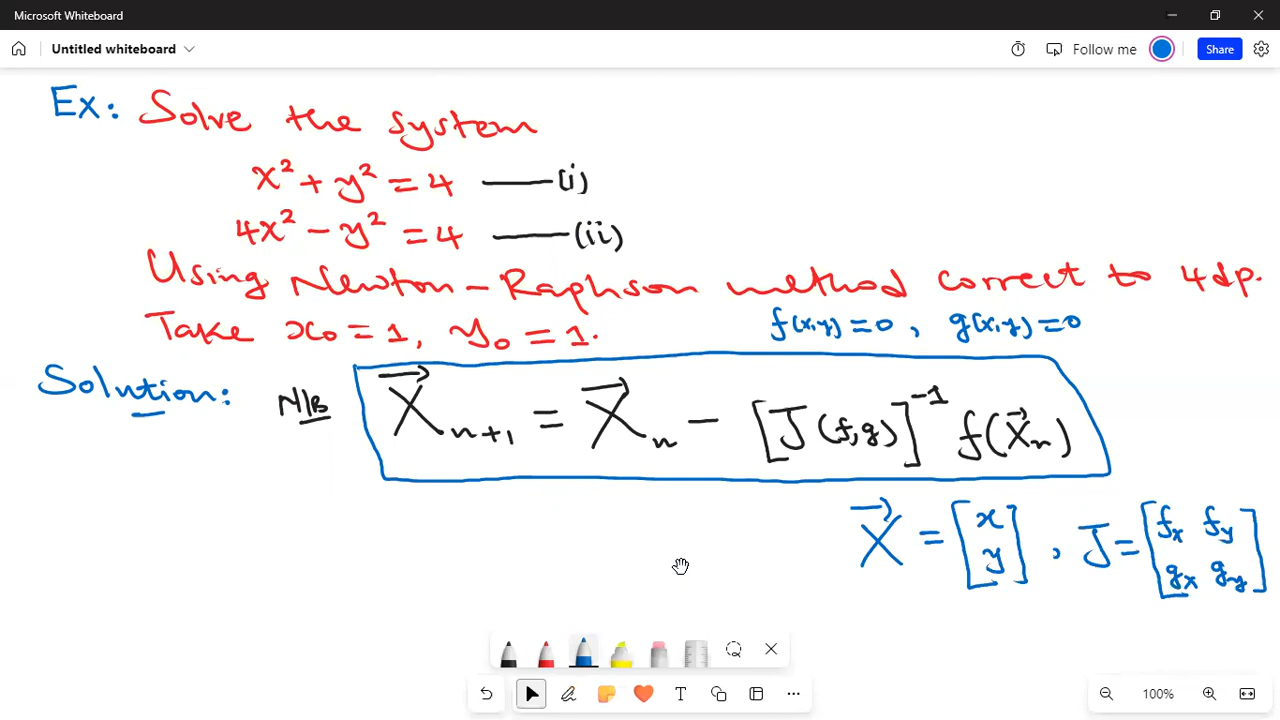 Microsoft Whiteboard
Untitled whiteboard
Follow me
Share
Ex: Solve the system
x² + y² = 4 ——(i)
4x² − y² = 4 ——(ii)
Using Newton-Raphson method correct to 4dp.
Take x₀ = 1, y₀ = 1.
f(x,y) = 0 , g(x,y) = 0
Solution:
N/B
X⃗ₙ₊₁ = X⃗ₙ − [J(f,g)]⁻¹ f(X⃗ₙ)
X⃗ = [x y] , J = [fₓ f_y gₓ g_y]
100%